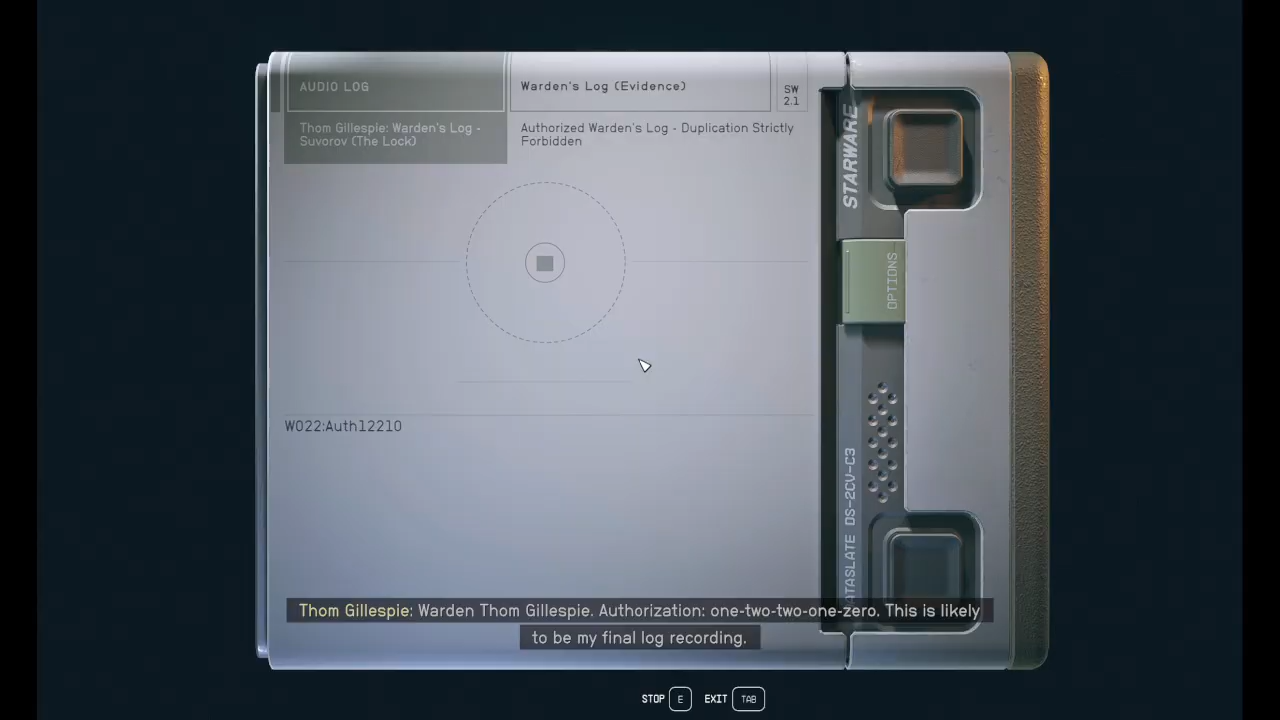 AUDIO LOG
Warden's Log (Evidence)
SW
2.1
Thom Gillespie: Warden's Log -
Suvorov (The Lock)
Authorized Warden's Log - Duplication Strictly
Forbidden
STARWARE
OPTIONS
W022:Auth12210
ATASLATE DS-2CV-C3
Thom Gillespie: Warden Thom Gillespie. Authorization: one-two-two-one-zero. This is likely
to be my final log recording.
STOP E EXIT TAB